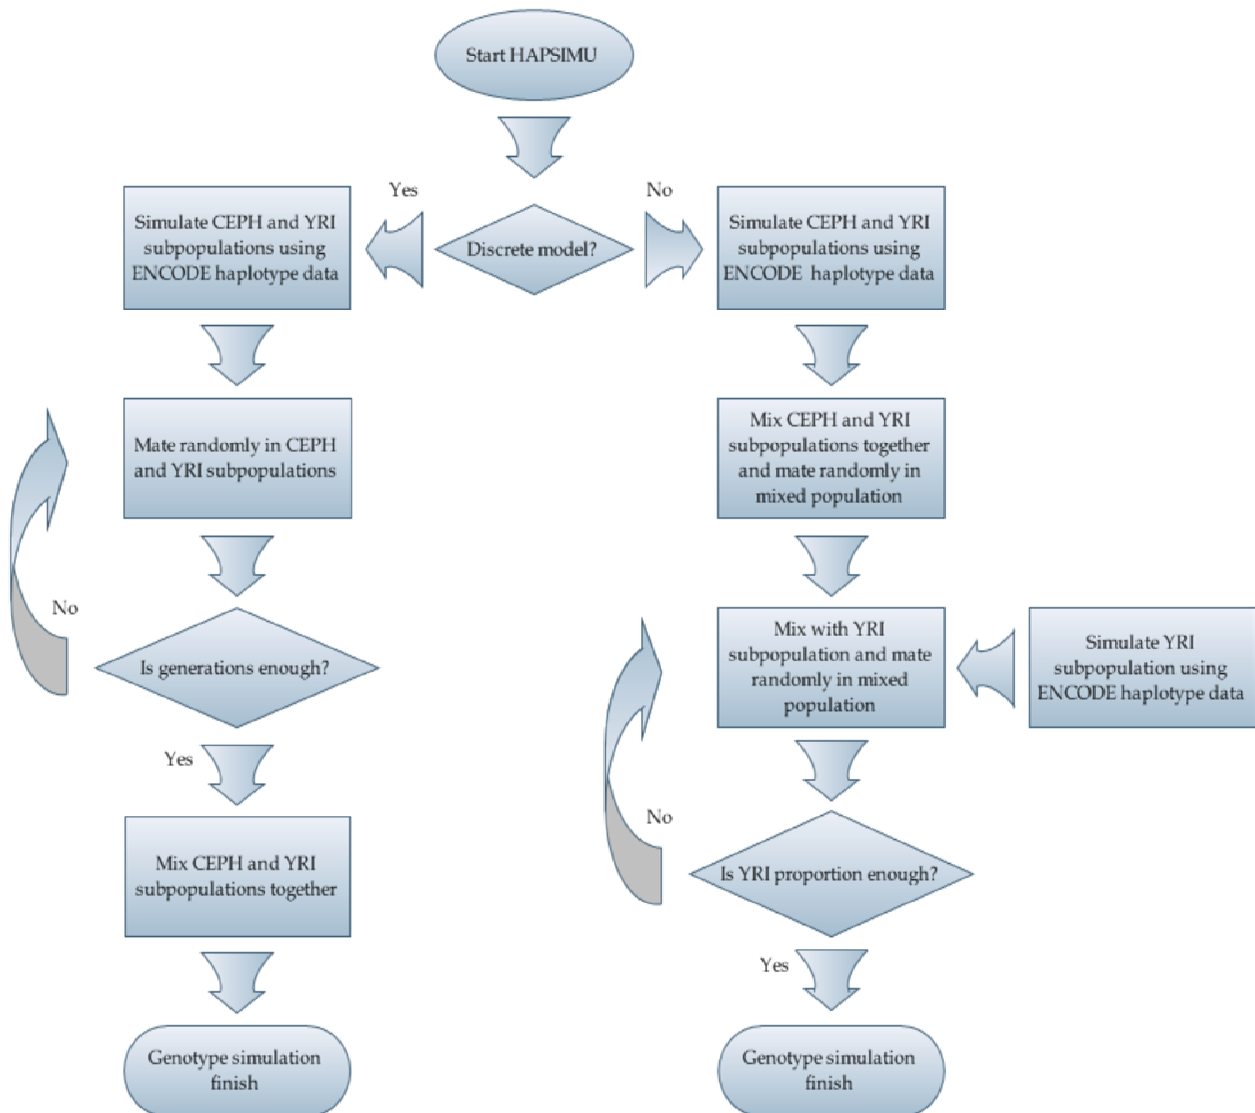 Start HAPSIMU
Yes
No
Discrete model?
Simulate CEPH and YRI
subpopulations using
ENCODE haplotype data
Simulate CEPH and YRI
subpopulations using
ENCODE haplotype data
Mate randomly in CEPH
and YRI subpopulations
No
Is generations enough?
Yes
Mix CEPH and YRI
subpopulations together
Genotype simulation
finish
Mix CEPH and YRI
subpopulations together
and mate randomly in
mixed population
Mix with YRI
subpopulation and mate
randomly in mixed
population
Simulate YRI
subpopulation using
ENCODE haplotype data
No
Is YRI proportion enough?
Yes
Genotype simulation
finish